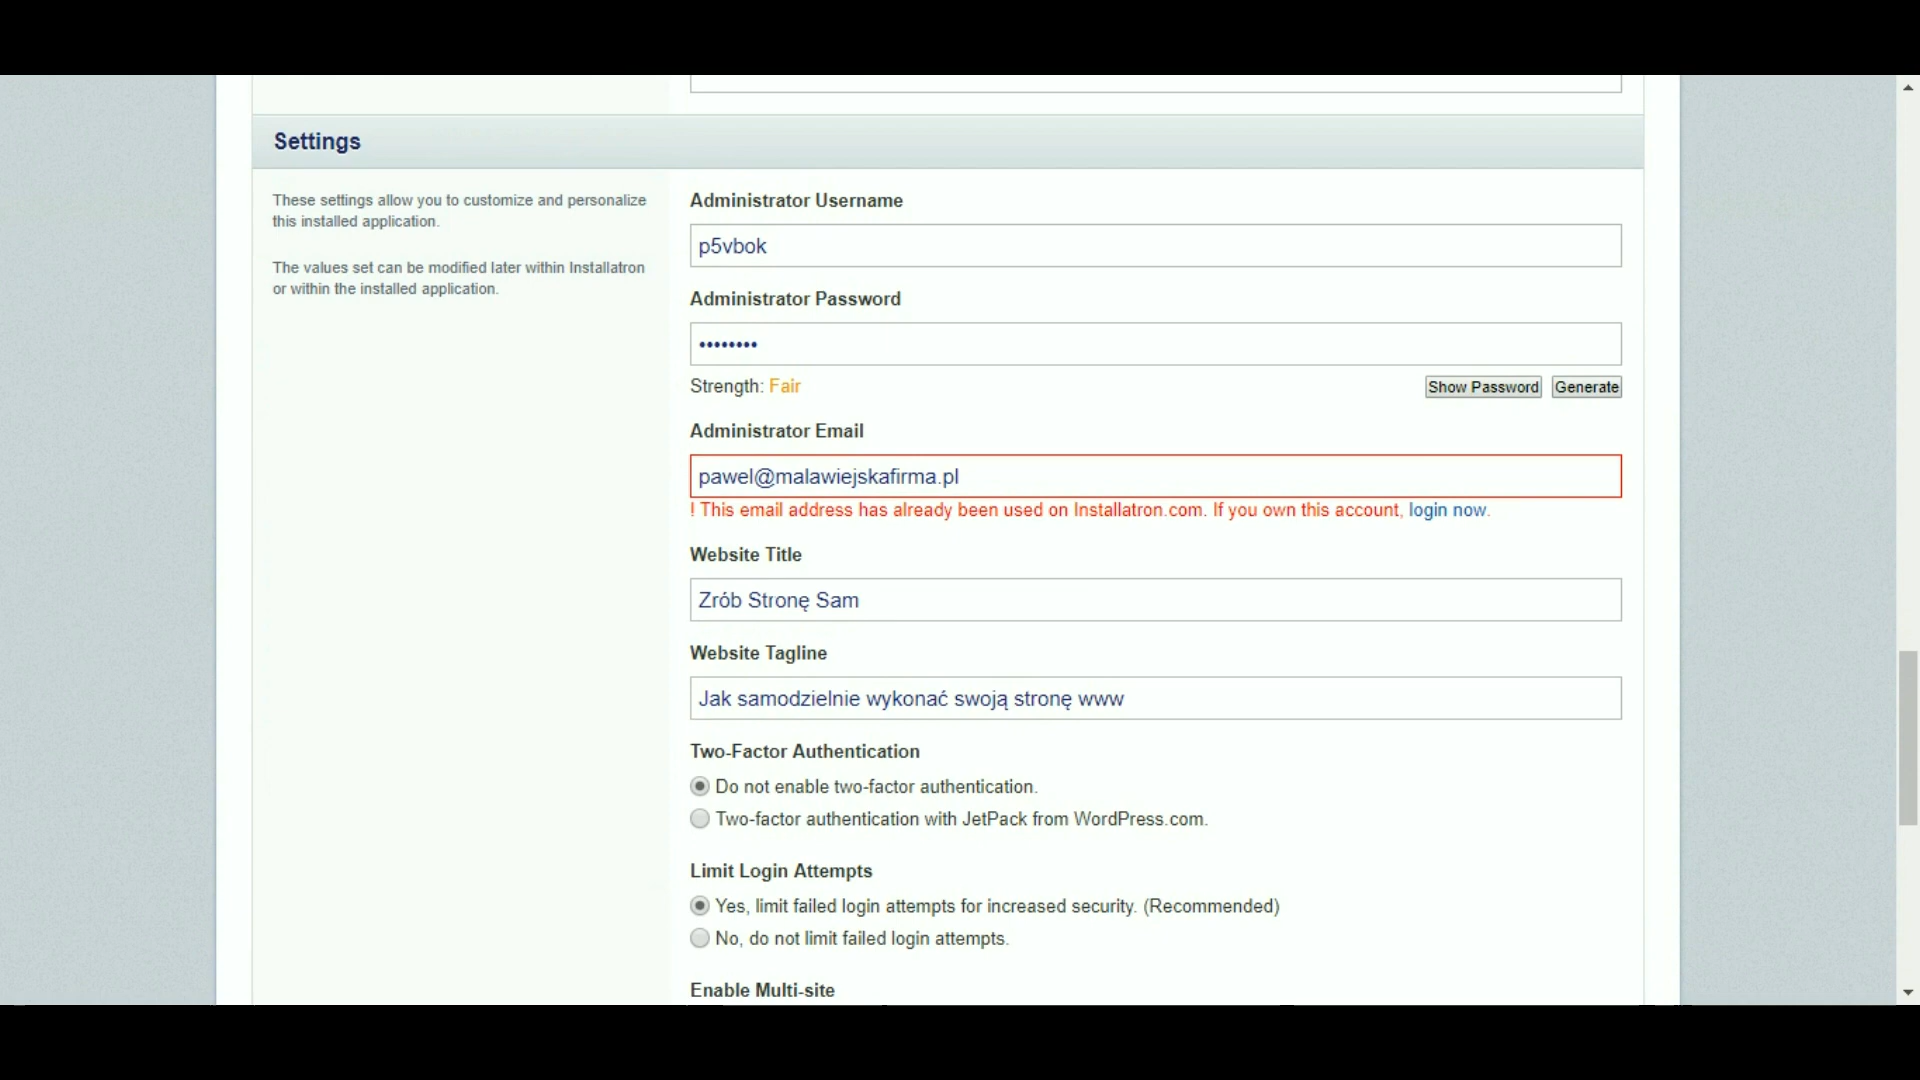 Settings
These settings allow you to customize and personalize
this installed application.
The values set can be modified later within Installatron
or within the installed application.
Administrator Username
p5vbok
Administrator Password
••••••••
Strength: Fair
Show Password
Generate
Administrator Email
pawel@malawiejskafirma.pl
! This email address has already been used on Installatron.com. If you own this account, login now.
Website Title
Zrób Stronę Sam
Website Tagline
Jak samodzielnie wykonać swoją stronę www
Two-Factor Authentication
Do not enable two-factor authentication.
Two-factor authentication with JetPack from WordPress.com.
Limit Login Attempts
Yes, limit failed login attempts for increased security. (Recommended)
No, do not limit failed login attempts.
Enable Multi-site